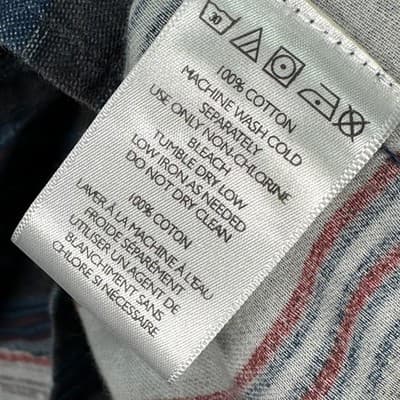 30
100% COTTON
MACHINE WASH COLD
SEPARATELY
USE ONLY NON-CHLORINE
BLEACH
TUMBLE DRY LOW
LOW IRON AS NEEDED
DO NOT DRY CLEAN
100% COTON
LAVER À LA MACHINE À L'EAU
FROIDE SÉPARÉMENT
UTILISER UN AGENT DE
BLANCHIMENT SANS
CHLORE SI NÉCESSAIRE